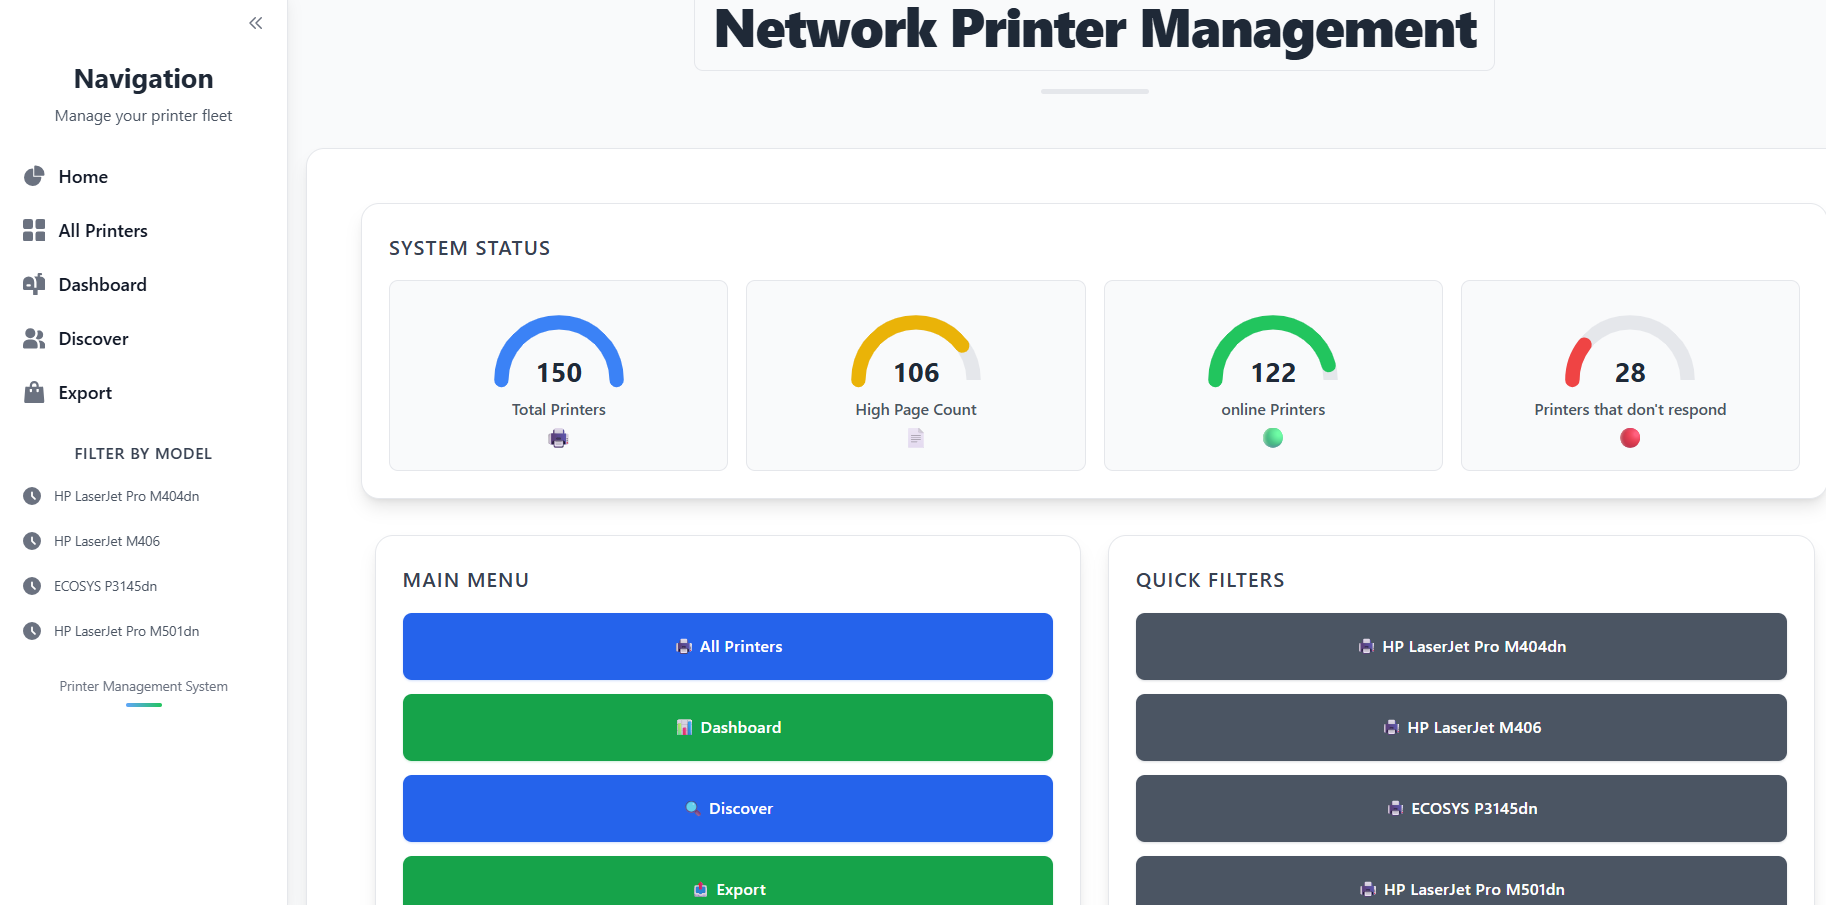 Navigation
Manage your printer fleet
Home
All Printers
Dashboard
Discover
Export
FILTER BY MODEL
HP LaserJet Pro M404dn
HP LaserJet M406
ECOSYS P3145dn
HP LaserJet Pro M501dn
Printer Management System
Network Printer Management
SYSTEM STATUS
150
Total Printers
106
High Page Count
122
online Printers
28
Printers that don't respond
MAIN MENU
All Printers
Dashboard
Discover
Export
QUICK FILTERS
HP LaserJet Pro M404dn
HP LaserJet M406
ECOSYS P3145dn
HP LaserJet Pro M501dn